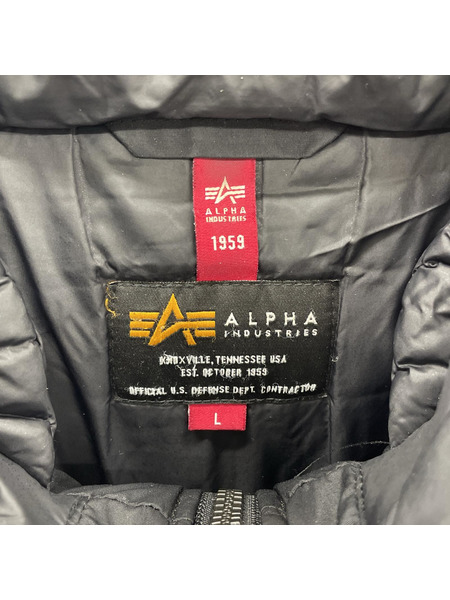 ALPHA
INDUSTRIES
1959
ALPHA
INDUSTRIES
KNOXVILLE, TENNESSEE USA
EST. OCTOBER 1959
OFFICIAL U.S. DEFENSE DEPT. CONTRACTOR
L